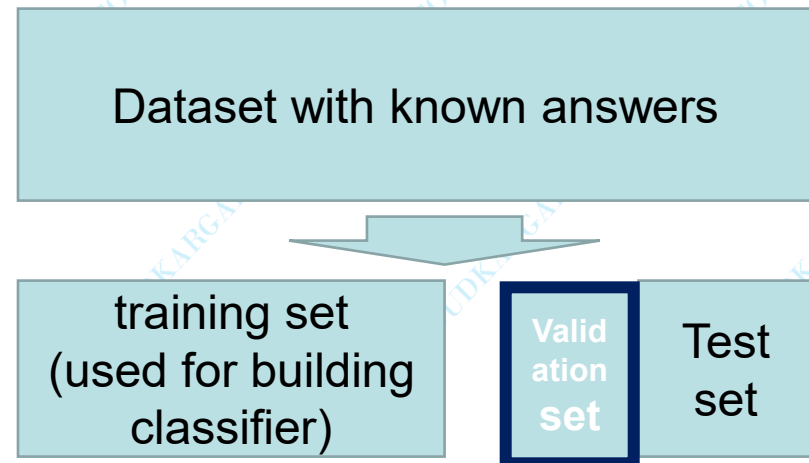 Dataset with known answers
training set
(used for building
classifier)
Valid
ation
set
Test
set